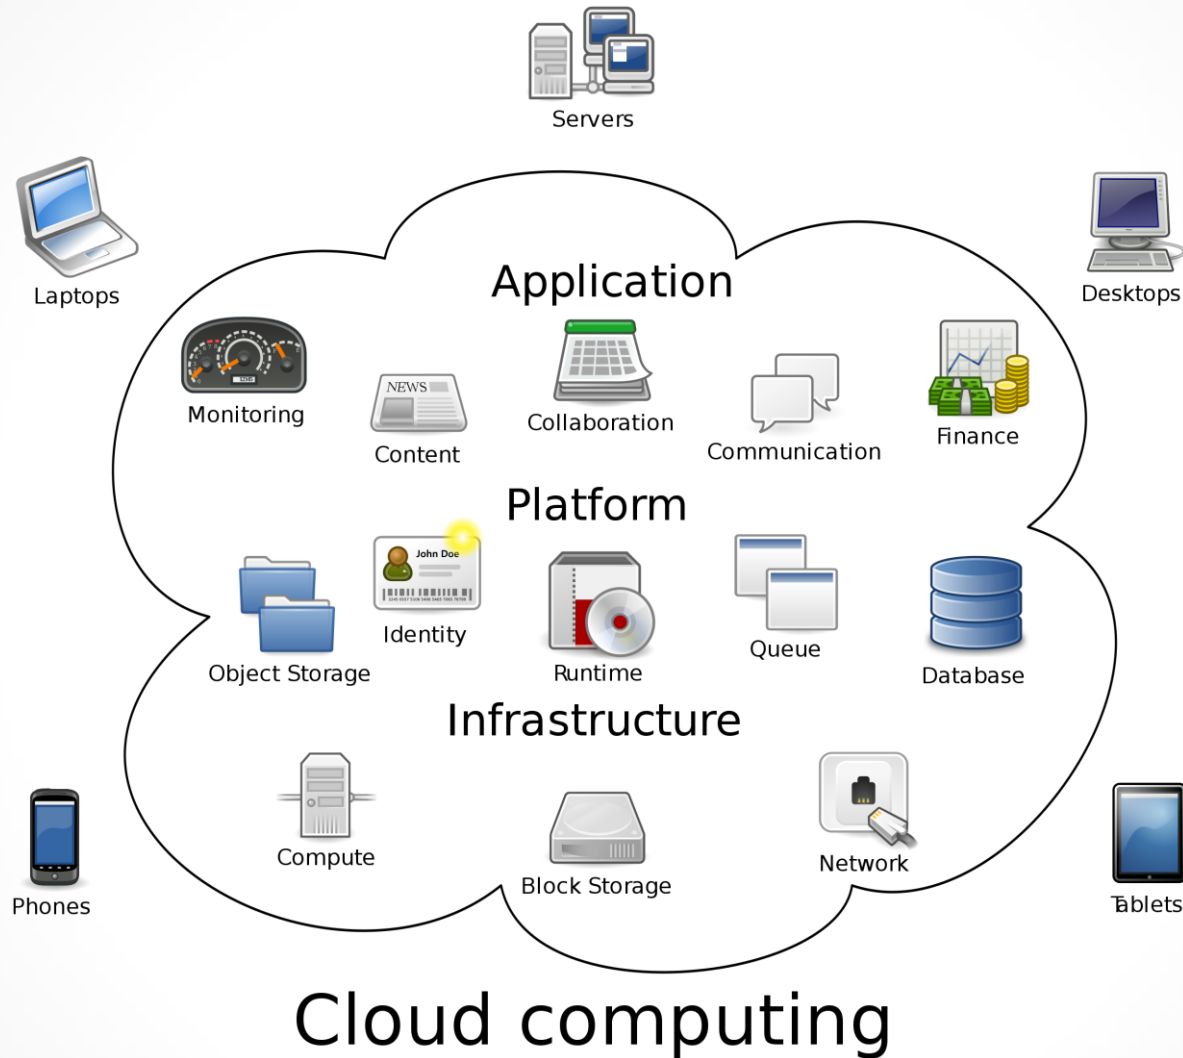 Servers
Laptops
Desktops
Application
Monitoring
NEWS
Content
Collaboration
Communication
Finance
Platform
John Doe
Identity
Object Storage
Runtime
Queue
Database
Infrastructure
Compute
Block Storage
Network
Phones
Tablets
Cloud computing